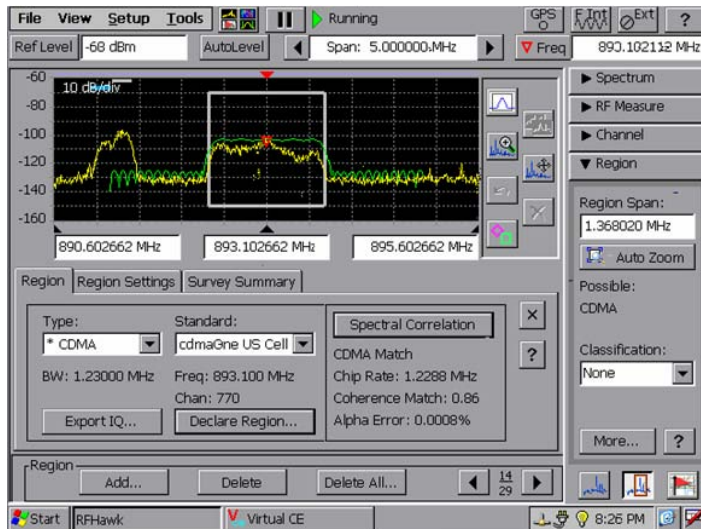 File View Setup Tools Running GPS F.Int Ext ?
Ref Level -68 dBm AutoLevel Span: 5.000000 MHz Freq 893.102112 MHz
-60
10 dB/div
-80
-100
-120
-140
-160
890.602662 MHz 893.102662 MHz 895.602662 MHz
Spectrum
RF Measure
Channel
Region
Region Span:
1.368020 MHz
Auto Zoom
Possible:
CDMA
Classification:
None
More... ?
Region Region Settings Survey Summary
Type: Standard: Spectral Correlation
* CDMA cdmaOne US Cell CDMA Match ?
BW: 1.23000 MHz Freq: 893.100 MHz Chip Rate: 1.2288 MHz
Chan: 770 Coherence Match: 0.86
Export IQ... Declare Region... Alpha Error: 0.0008%
Region
Add... Delete Delete All... 14
29
Start RFHawk Virtual CE 8:26 PM